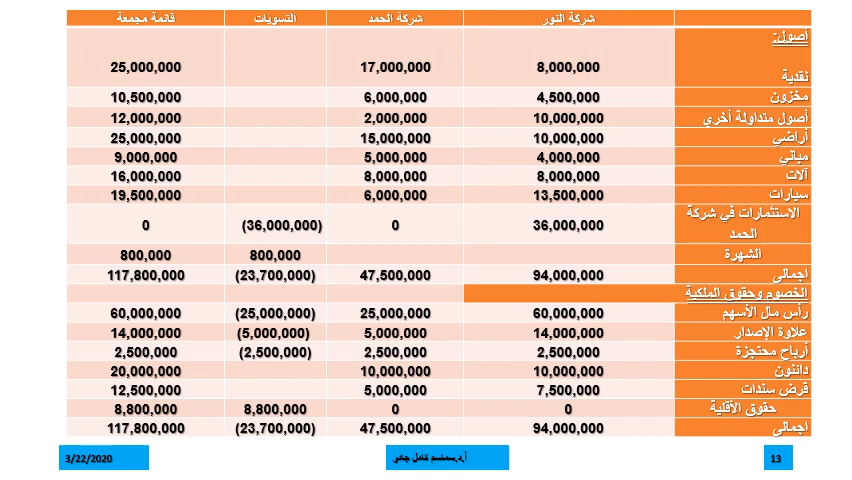 شركة النور شركة الحمد التسويات قائمة مجمعة
أصول:
نقدية 8,000,000 17,000,000 25,000,000
مخزون 4,500,000 6,000,000 10,500,000
أصول متداولة أخري 10,000,000 2,000,000 12,000,000
أراضي 10,000,000 15,000,000 25,000,000
مباني 4,000,000 5,000,000 9,000,000
آلات 8,000,000 8,000,000 16,000,000
سيارات 13,500,000 6,000,000 19,500,000
الاستثمارات في شركة الحمد 36,000,000 0 (36,000,000) 0
الشهرة 800,000 800,000
اجمالى 94,000,000 47,500,000 (23,700,000) 117,800,000
الخصوم وحقوق الملكية
رأس مال الأسهم 60,000,000 25,000,000 (25,000,000) 60,000,000
علاوة الإصدار 14,000,000 5,000,000 (5,000,000) 14,000,000
أرباح محتجزة 2,500,000 2,500,000 (2,500,000) 2,500,000
دائنون 10,000,000 10,000,000 20,000,000
قرض سندات 7,500,000 5,000,000 12,500,000
حقوق الأقلية 0 0 8,800,000 8,800,000
اجمالى 94,000,000 47,500,000 (23,700,000) 117,800,000
13 أ.د.سماسم كامل جادي 3/22/2020